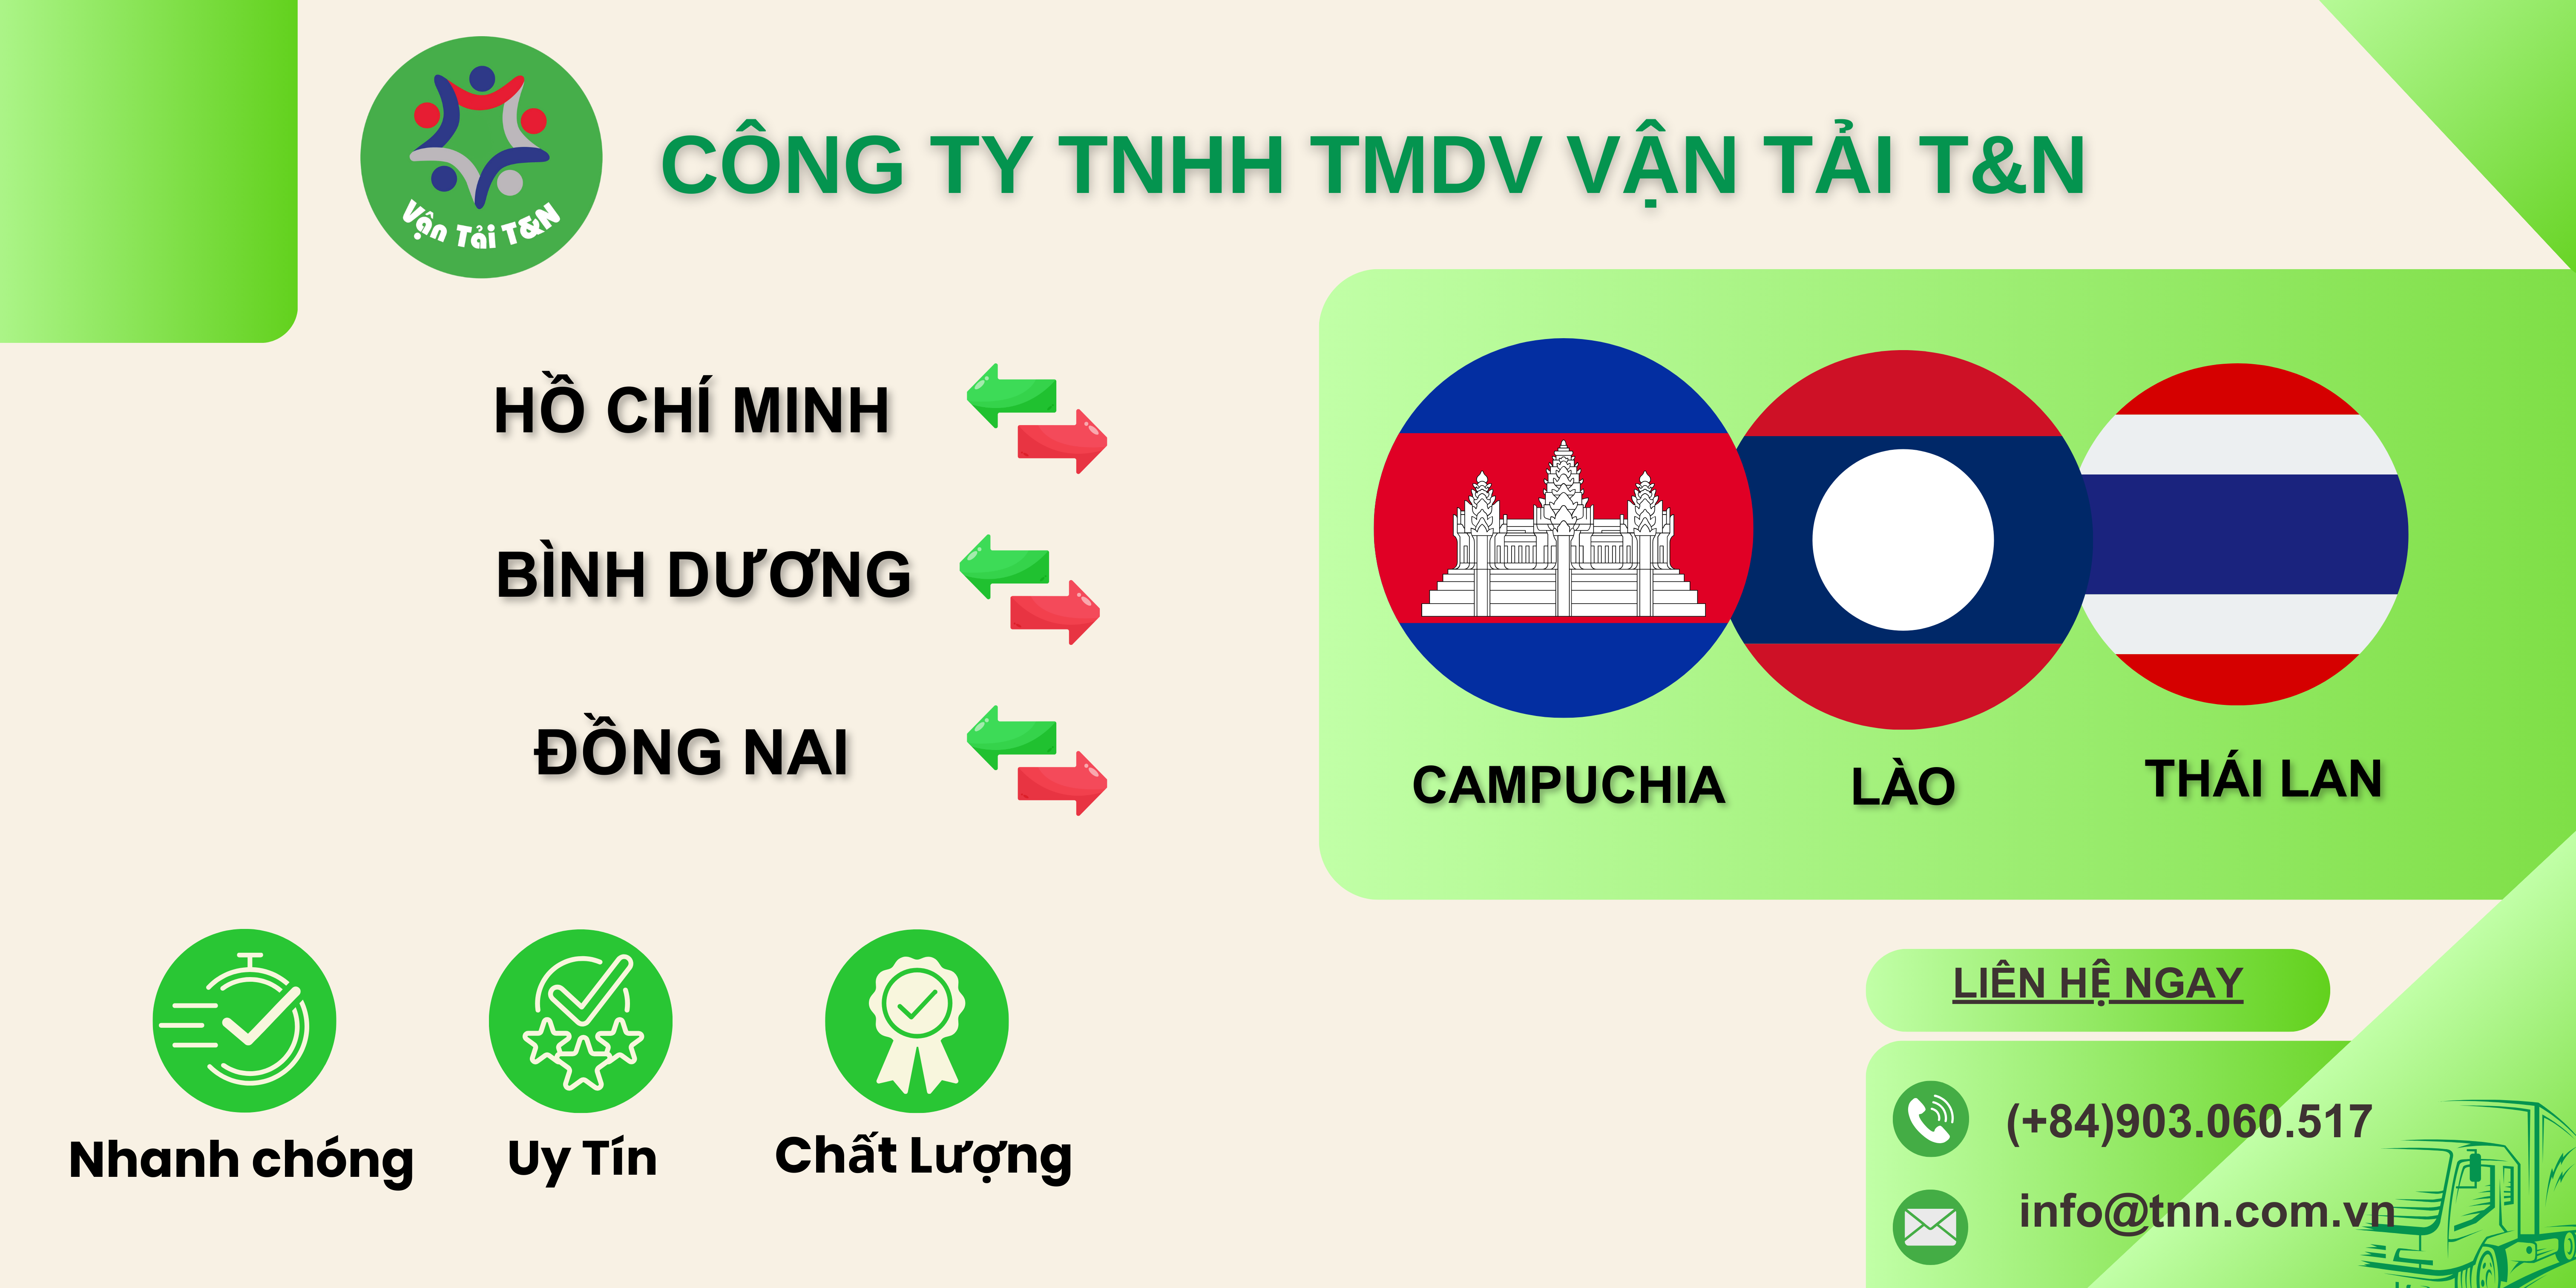 Vận Tải T&N
CÔNG TY TNHH TMDV VẬN TẢI T&N
HỒ CHÍ MINH
BÌNH DƯƠNG
ĐỒNG NAI
CAMPUCHIA
LÀO
THÁI LAN
Nhanh chóng
Uy Tín
Chất Lượng
LIÊN HỆ NGAY
(+84)903.060.517
info@tnn.com.vn